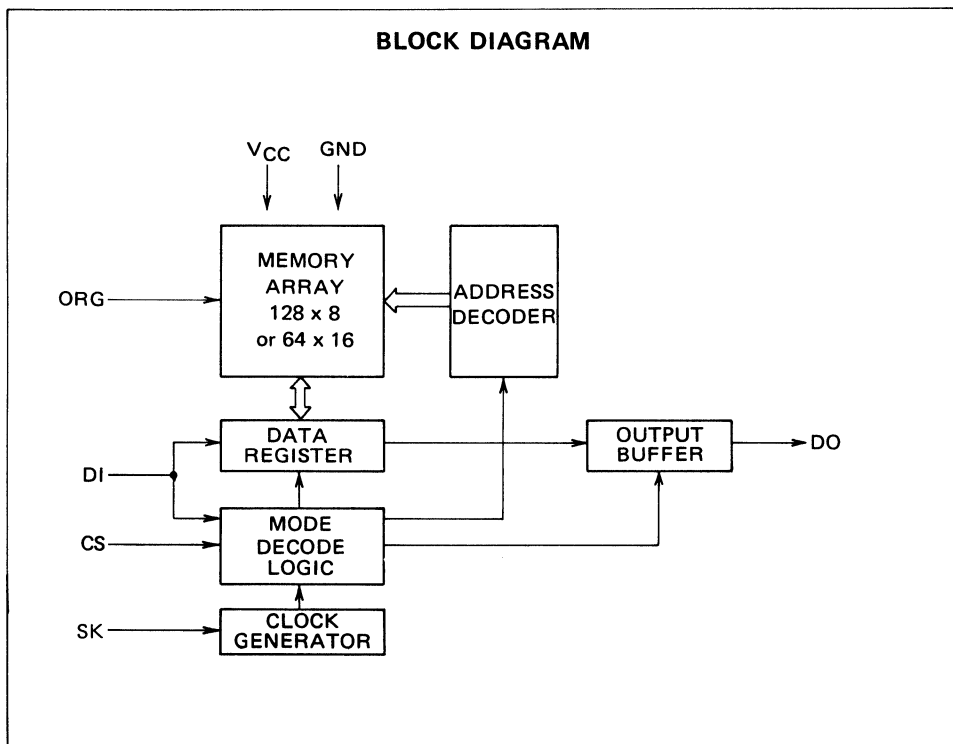 BLOCK DIAGRAM
VCC GND
MEMORY
ARRAY
128 x 8
or 64 x 16
ADDRESS
DECODER
ORG
DATA
REGISTER
OUTPUT
BUFFER
DO
DI
MODE
DECODE
LOGIC
CS
CLOCK
GENERATOR
SK